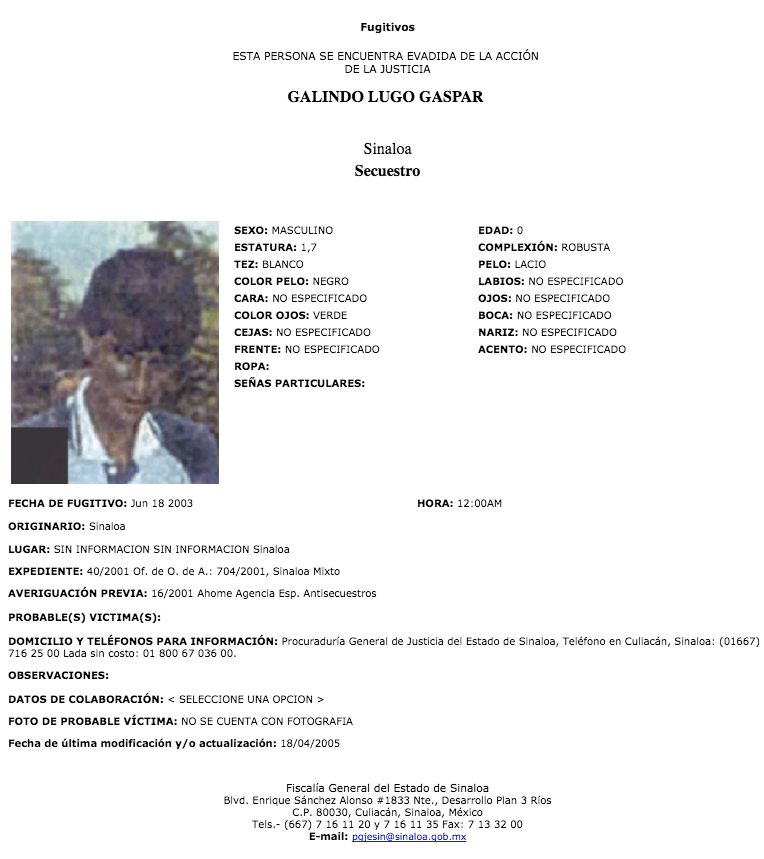 Fugitivos
ESTA PERSONA SE ENCUENTRA EVADIDA DE LA ACCIÓN
DE LA JUSTICIA
GALINDO LUGO GASPAR
Sinaloa
Secuestro
SEXO: MASCULINO
ESTATURA: 1,7
TEZ: BLANCO
COLOR PELO: NEGRO
CARA: NO ESPECIFICADO
COLOR OJOS: VERDE
CEJAS: NO ESPECIFICADO
FRENTE: NO ESPECIFICADO
ROPA:
SEÑAS PARTICULARES:
EDAD: 0
COMPLEXIÓN: ROBUSTA
PELO: LACIO
LABIOS: NO ESPECIFICADO
OJOS: NO ESPECIFICADO
BOCA: NO ESPECIFICADO
NARIZ: NO ESPECIFICADO
ACENTO: NO ESPECIFICADO
FECHA DE FUGITIVO: Jun 18 2003
HORA: 12:00AM
ORIGINARIO: Sinaloa
LUGAR: SIN INFORMACION SIN INFORMACION Sinaloa
EXPEDIENTE: 40/2001 Of. de O. de A.: 704/2001, Sinaloa Mixto
AVERIGUACIÓN PREVIA: 16/2001 Ahome Agencia Esp. Antisecuestros
PROBABLE(S) VICTIMA(S):
DOMICILIO Y TELÉFONOS PARA INFORMACIÓN: Procuraduría General de Justicia del Estado de Sinaloa, Teléfono en Culiacán, Sinaloa: (01667)
716 25 00 Lada sin costo: 01 800 67 036 00.
OBSERVACIONES:
DATOS DE COLABORACIÓN: < SELECCIONE UNA OPCION >
FOTO DE PROBABLE VÍCTIMA: NO SE CUENTA CON FOTOGRAFIA
Fecha de última modificación y/o actualización: 18/04/2005
Fiscalía General del Estado de Sinaloa
Blvd. Enrique Sánchez Alonso #1833 Nte., Desarrollo Plan 3 Ríos
C.P. 80030, Culiacán, Sinaloa, México
Tels.- (667) 7 16 11 20 y 7 16 11 35 Fax: 7 13 32 00
E-mail: pgjesin@sinaloa.gob.mx